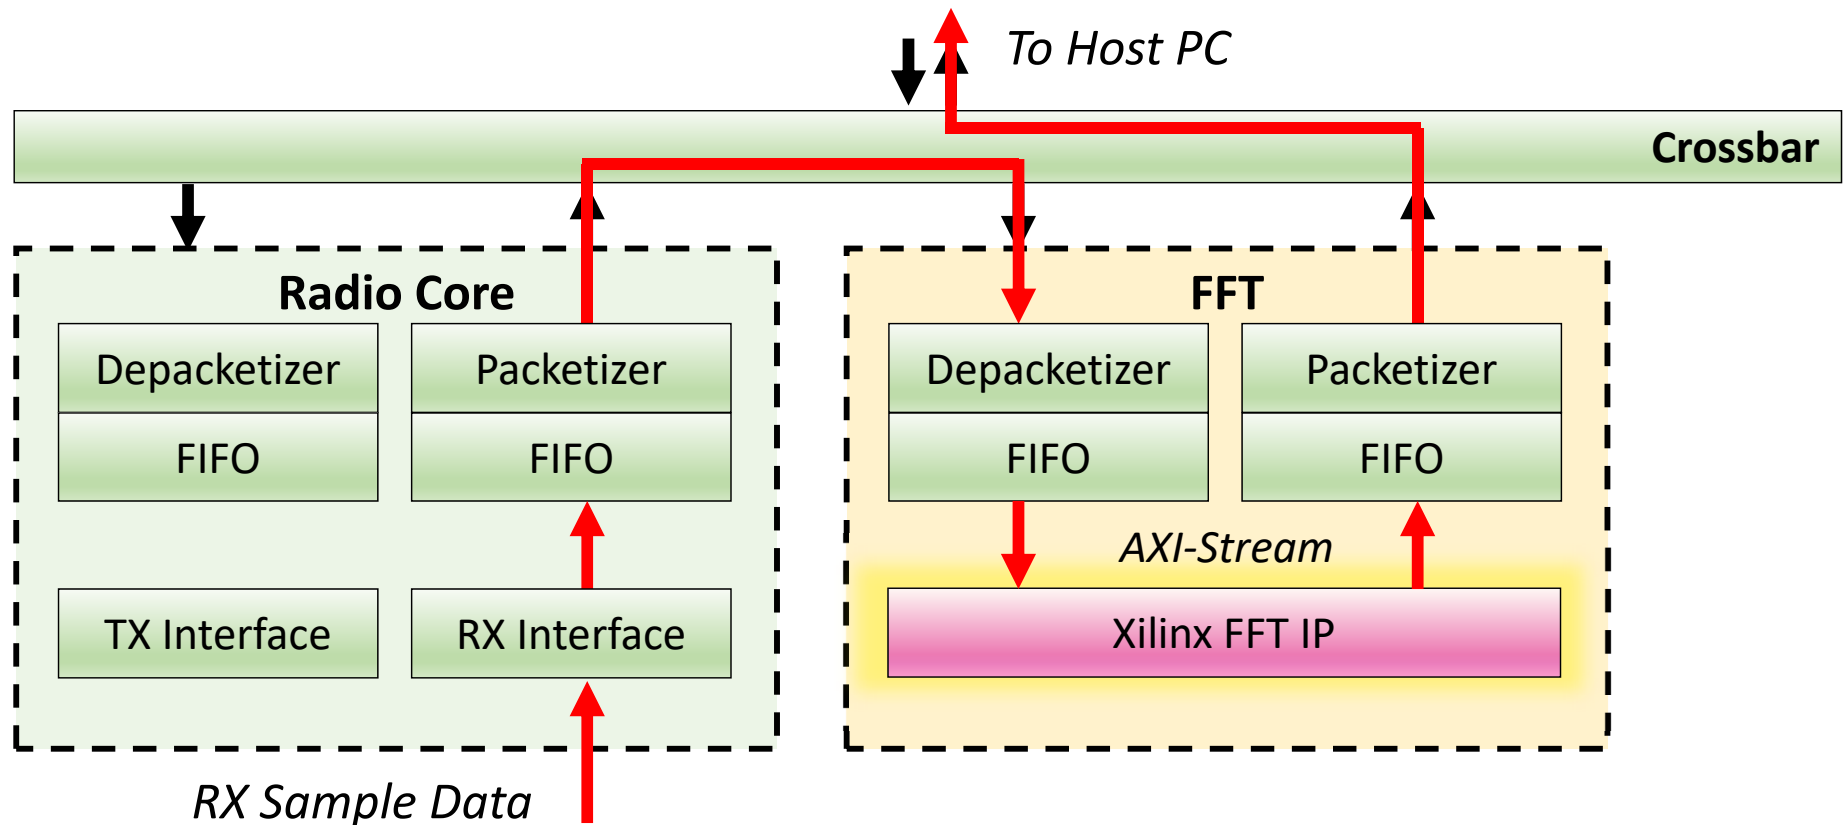 To Host PC
Crossbar
Radio Core
Depacketizer
Packetizer
FIFO
FIFO
TX Interface
RX Interface
RX Sample Data
FFT
Depacketizer
Packetizer
FIFO
FIFO
AXI-Stream
Xilinx FFT IP